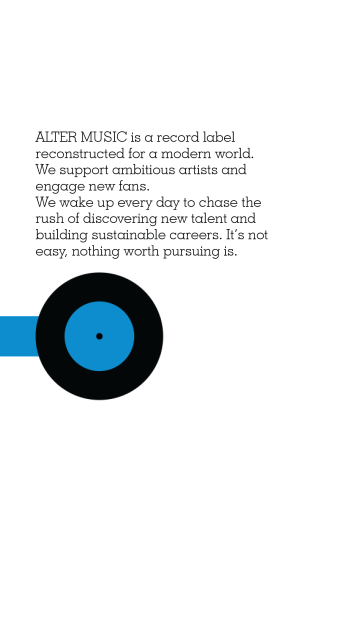 ALTER MUSIC is a record label
reconstructed for a modern world.
We support ambitious artists and
engage new fans.
We wake up every day to chase the
rush of discovering new talent and
building sustainable careers. It's not
easy, nothing worth pursuing is.